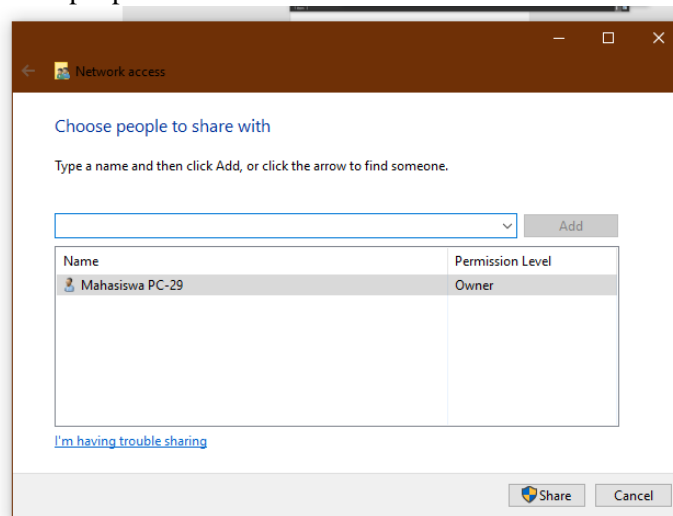 Network access
Choose people to share with
Type a name and then click Add, or click the arrow to find someone.
Add
Name Permission Level
Mahasiswa PC-29 Owner
I'm having trouble sharing
Share Cancel